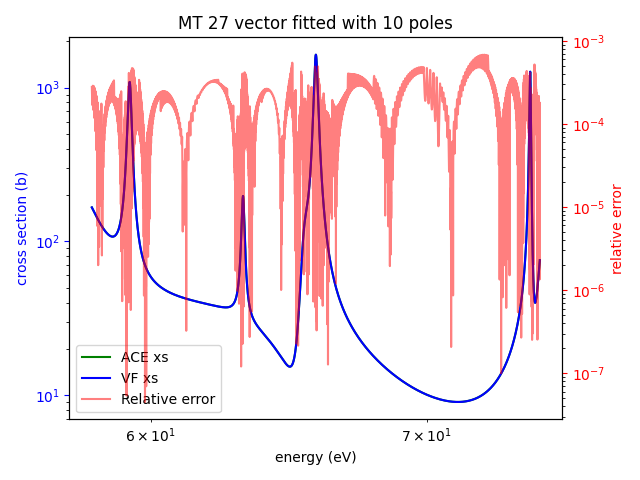 MT 27 vector fitted with 10 poles
10³
10²
10¹
cross section (b)
10⁻³
10⁻⁴
10⁻⁵
10⁻⁶
10⁻⁷
relative error
ACE xs
VF xs
Relative error
6 × 10¹
7 × 10¹
energy (eV)